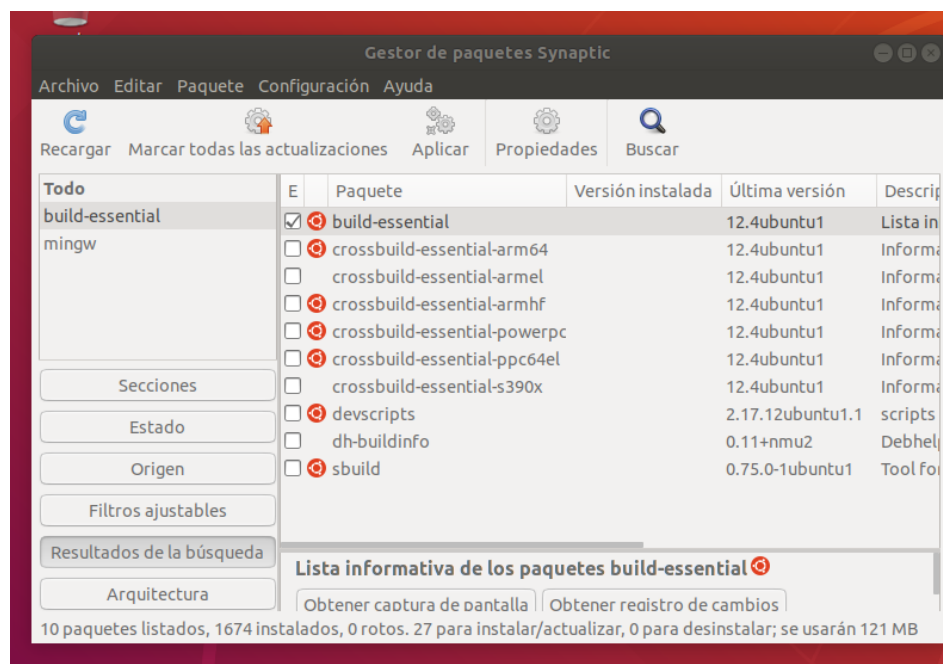 Gestor de paquetes Synaptic
Archivo Editar Paquete Configuración Ayuda
Recargar Marcar todas las actualizaciones Aplicar Propiedades Buscar
Todo
build-essential
mingw
E Paquete Versión instalada Última versión Descrip
build-essential 12.4ubuntu1 Lista in
crossbuild-essential-arm64 12.4ubuntu1 Informa
crossbuild-essential-armel 12.4ubuntu1 Informa
crossbuild-essential-armhf 12.4ubuntu1 Informa
crossbuild-essential-powerpc 12.4ubuntu1 Informa
crossbuild-essential-ppc64el 12.4ubuntu1 Informa
crossbuild-essential-s390x 12.4ubuntu1 Informa
devscripts 2.17.12ubuntu1.1 scripts
dh-buildinfo 0.11+nmu2 Debhel
sbuild 0.75.0-1ubuntu1 Tool for
Secciones
Estado
Origen
Filtros ajustables
Resultados de la búsqueda
Arquitectura
Lista informativa de los paquetes build-essential
Obtener captura de pantalla Obtener registro de cambios
10 paquetes listados, 1674 instalados, 0 rotos. 27 para instalar/actualizar, 0 para desinstalar; se usarán 121 MB